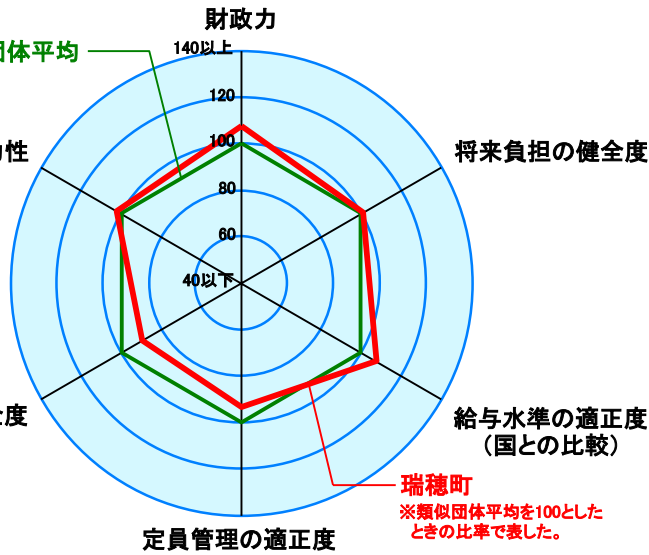 財政力
140以上
団体平均
120
力性
100
将来負担の健全度
80
60
40以下
全度
給与水準の適正度
（国との比較）
瑞穂町
※類似団体平均を100とした
ときの比率で表した。
定員管理の適正度